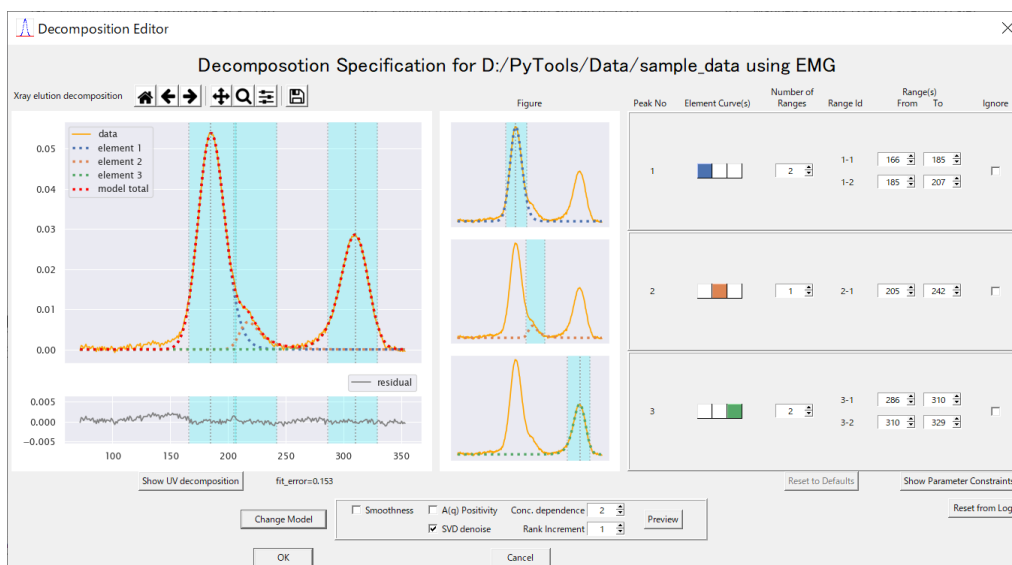 Decomposition Editor
Decomposotion Specification for D:/PyTools/Data/sample_data using EMG
Xray elution decomposition
Figure
Peak No
Element Curve(s)
Number of
Ranges
Range Id
Range(s)
From To
Ignore
data
element 1
element 2
element 3
model total
0.05
0.04
0.03
0.02
0.01
0.00
residual
0.005
0.000
−0.005
100 150 200 250 300 350
1
2
1-1 166 185
1-2 185 207
2
1
2-1 205 242
3
2
3-1 286 310
3-2 310 329
Show UV decomposition
fit_error=0.153
Reset to Defaults
Show Parameter Constraints
Change Model
Smoothness
A(q) Positivity
Conc. dependence 2
SVD denoise
Rank Increment 1
Preview
Reset from Log
OK
Cancel